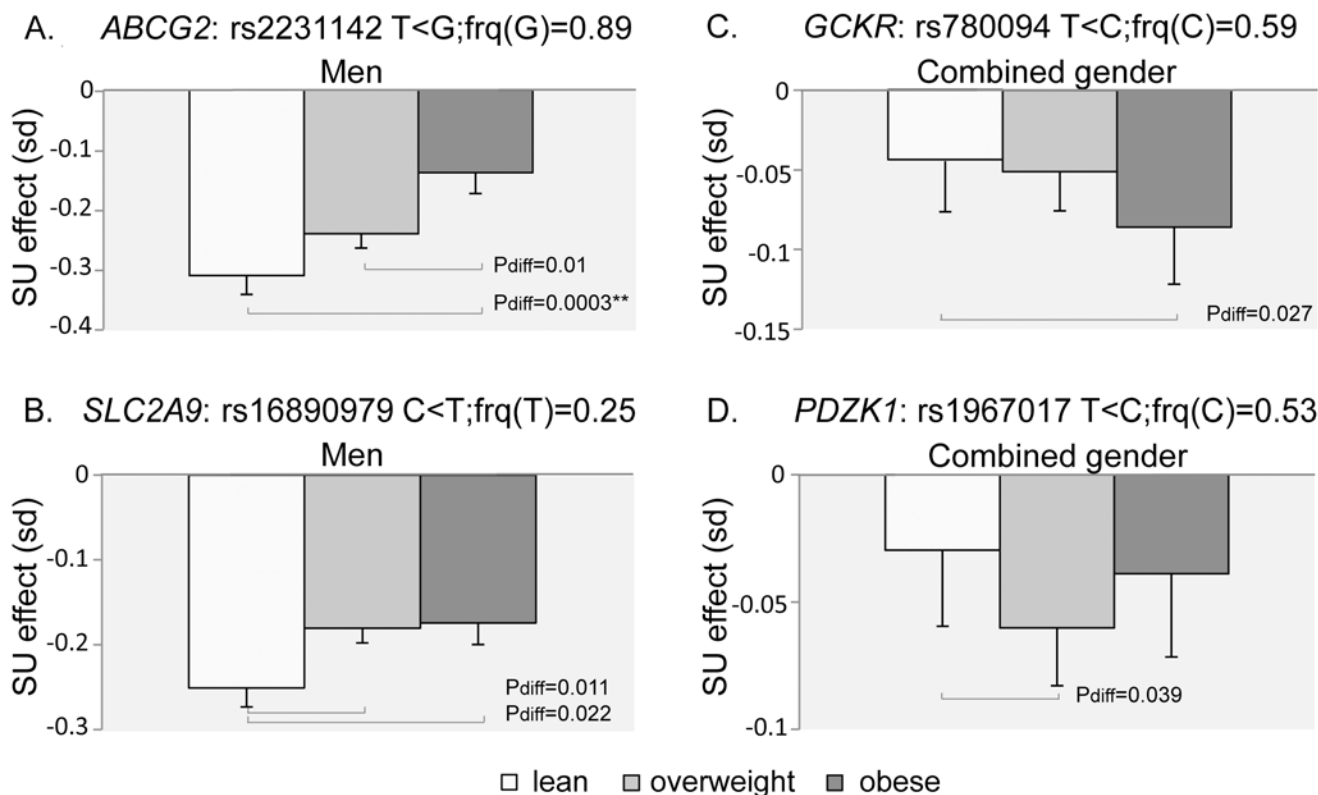 A. ABCG2: rs2231142 T<G;frq(G)=0.89
Men
SU effect (sd)
0
-0.1
-0.2
-0.3
-0.4
Pdiff=0.01
Pdiff=0.0003**
C. GCKR: rs780094 T<C;frq(C)=0.59
Combined gender
SU effect (sd)
0
-0.05
-0.1
-0.15
Pdiff=0.027
B. SLC2A9: rs16890979 C<T;frq(T)=0.25
Men
SU effect (sd)
0
-0.1
-0.2
-0.3
Pdiff=0.011
Pdiff=0.022
D. PDZK1: rs1967017 T<C;frq(C)=0.53
Combined gender
SU effect (sd)
0
-0.05
-0.1
Pdiff=0.039
lean overweight obese